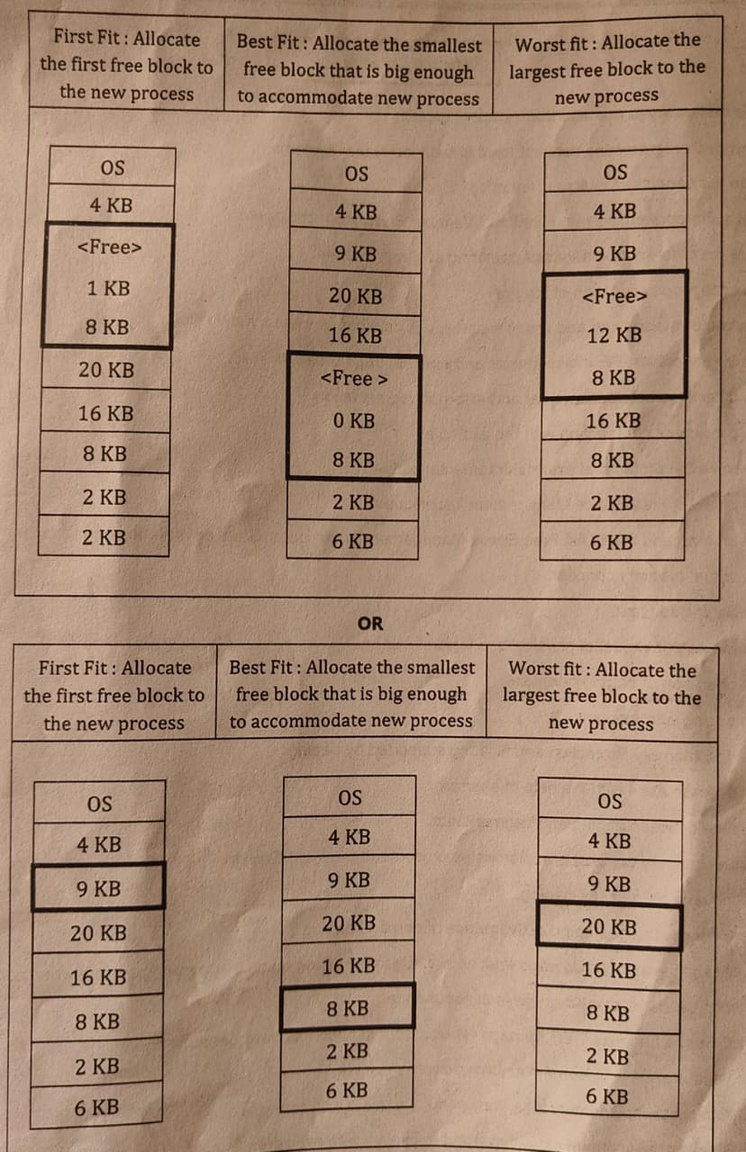 First Fit : Allocate
the first free block to
the new process
Best Fit : Allocate the smallest
free block that is big enough
to accommodate new process
Worst fit : Allocate the
largest free block to the
new process
OS
4 KB
<Free>
1 KB
8 KB
20 KB
16 KB
8 KB
2 KB
2 KB
OS
4 KB
9 KB
20 KB
16 KB
<Free >
0 KB
8 KB
2 KB
6 KB
OS
4 KB
9 KB
<Free>
12 KB
8 KB
16 KB
8 KB
2 KB
6 KB
OR
First Fit : Allocate
the first free block to
the new process
Best Fit : Allocate the smallest
free block that is big enough
to accommodate new process
Worst fit : Allocate the
largest free block to the
new process
OS
4 KB
9 KB
20 KB
16 KB
8 KB
2 KB
6 KB
OS
4 KB
9 KB
20 KB
16 KB
8 KB
2 KB
6 KB
OS
4 KB
9 KB
20 KB
16 KB
8 KB
2 KB
6 KB